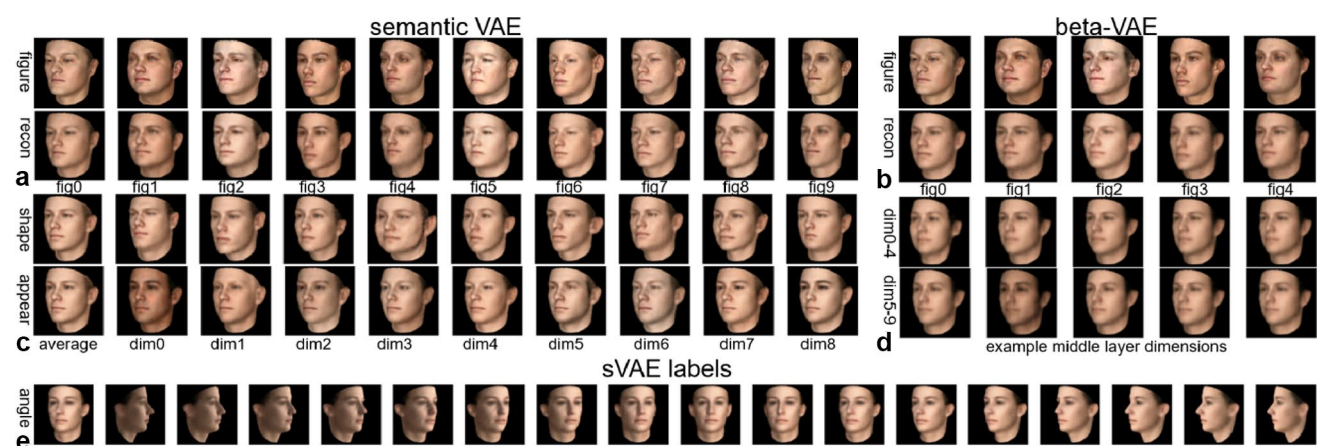 semantic VAE
beta-VAE
figure
recon
a
fig0 fig1 fig2 fig3 fig4 fig5 fig6 fig7 fig8 fig9
b
fig0 fig1 fig2 fig3 fig4
shape
appear
c
average dim0 dim1 dim2 dim3 dim4 dim5 dim6 dim7 dim8
figure
recon
dim0-4
dim5-9
d
example middle layer dimensions
sVAE labels
angle
e